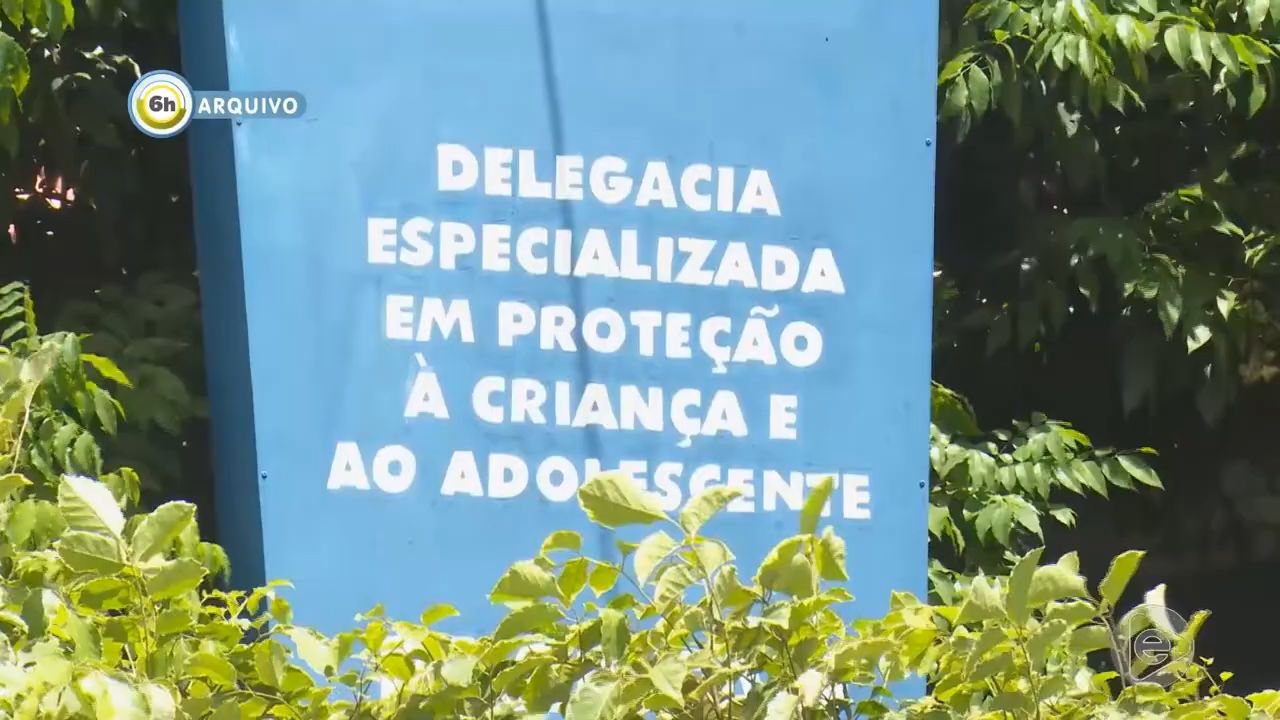 6h ARQUIVO
DELEGACIA
ESPECIALIZADA
EM PROTEÇÃO
À CRIANÇA E
AO ADOLESCENTE
e